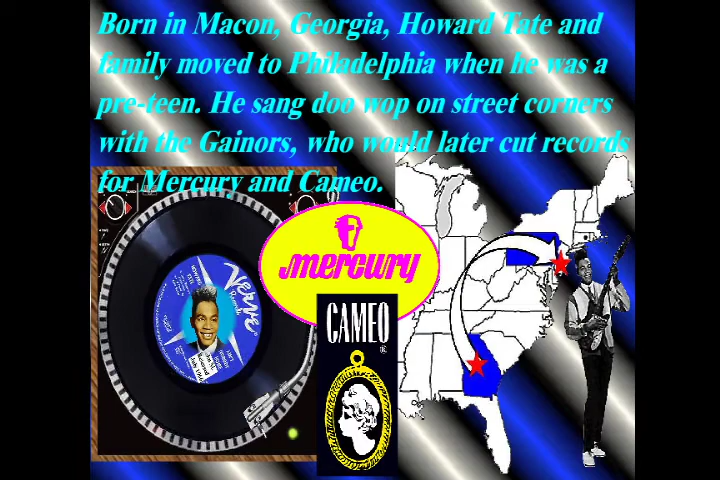 Born in Macon, Georgia, Howard Tate and
family moved to Philadelphia when he was a
pre-teen. He sang doo wop on street corners
with the Gainors, who would later cut records
for Mercury and Cameo.
mercury
Verve
CAMEO